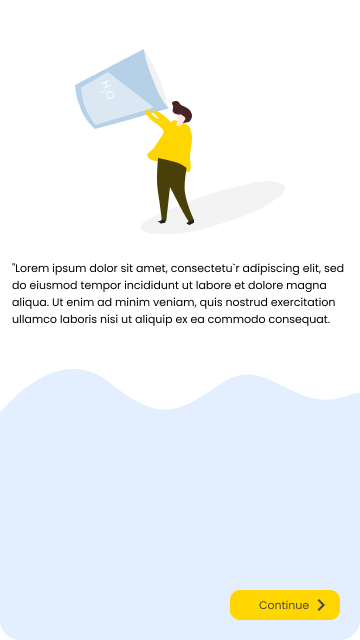 H₂O
"Lorem ipsum dolor sit amet, consectetu`r adipiscing elit, sed
do eiusmod tempor incididunt ut labore et dolore magna
aliqua. Ut enim ad minim veniam, quis nostrud exercitation
ullamco laboris nisi ut aliquip ex ea commodo consequat.
Continue